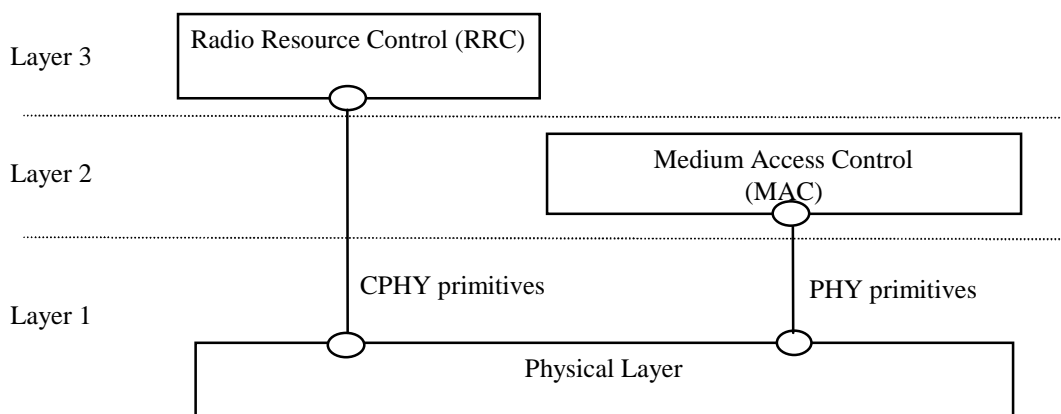 Radio Resource Control (RRC)
Layer 3
Medium Access Control
(MAC)
Layer 2
CPHY primitives
PHY primitives
Layer 1
Physical Layer